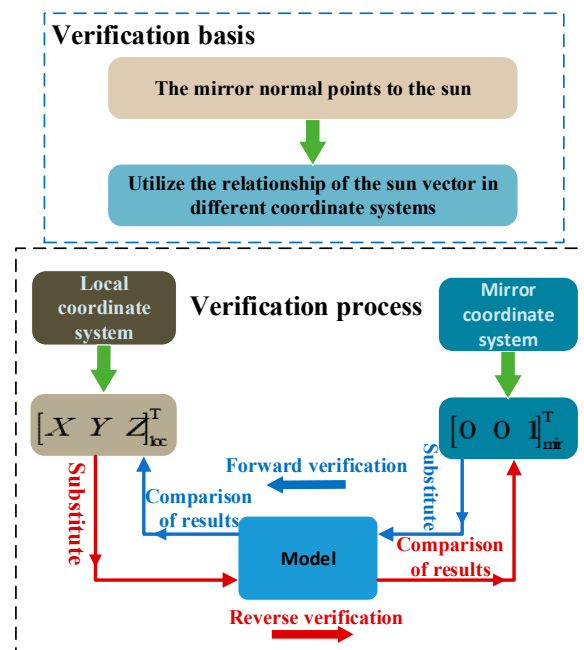 Verification basis
The mirror normal points to the sun
Utilize the relationship of the sun vector in
different coordinate systems
Local
coordinate
system
Verification process
Mirror
coordinate
system
[X Y Z]ᵀloc
[0 0 1]ᵀmir
Substitute
Forward verification
Substitute
Comparison
of results
Model
Comparison
of results
Reverse verification